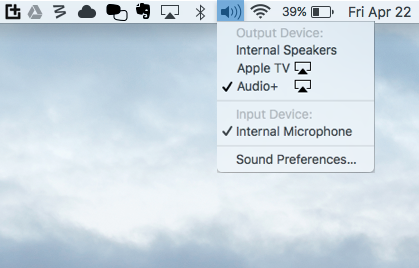 39% Fri Apr 22
Output Device:
Internal Speakers
Apple TV
Audio+
Input Device:
Internal Microphone
Sound Preferences...